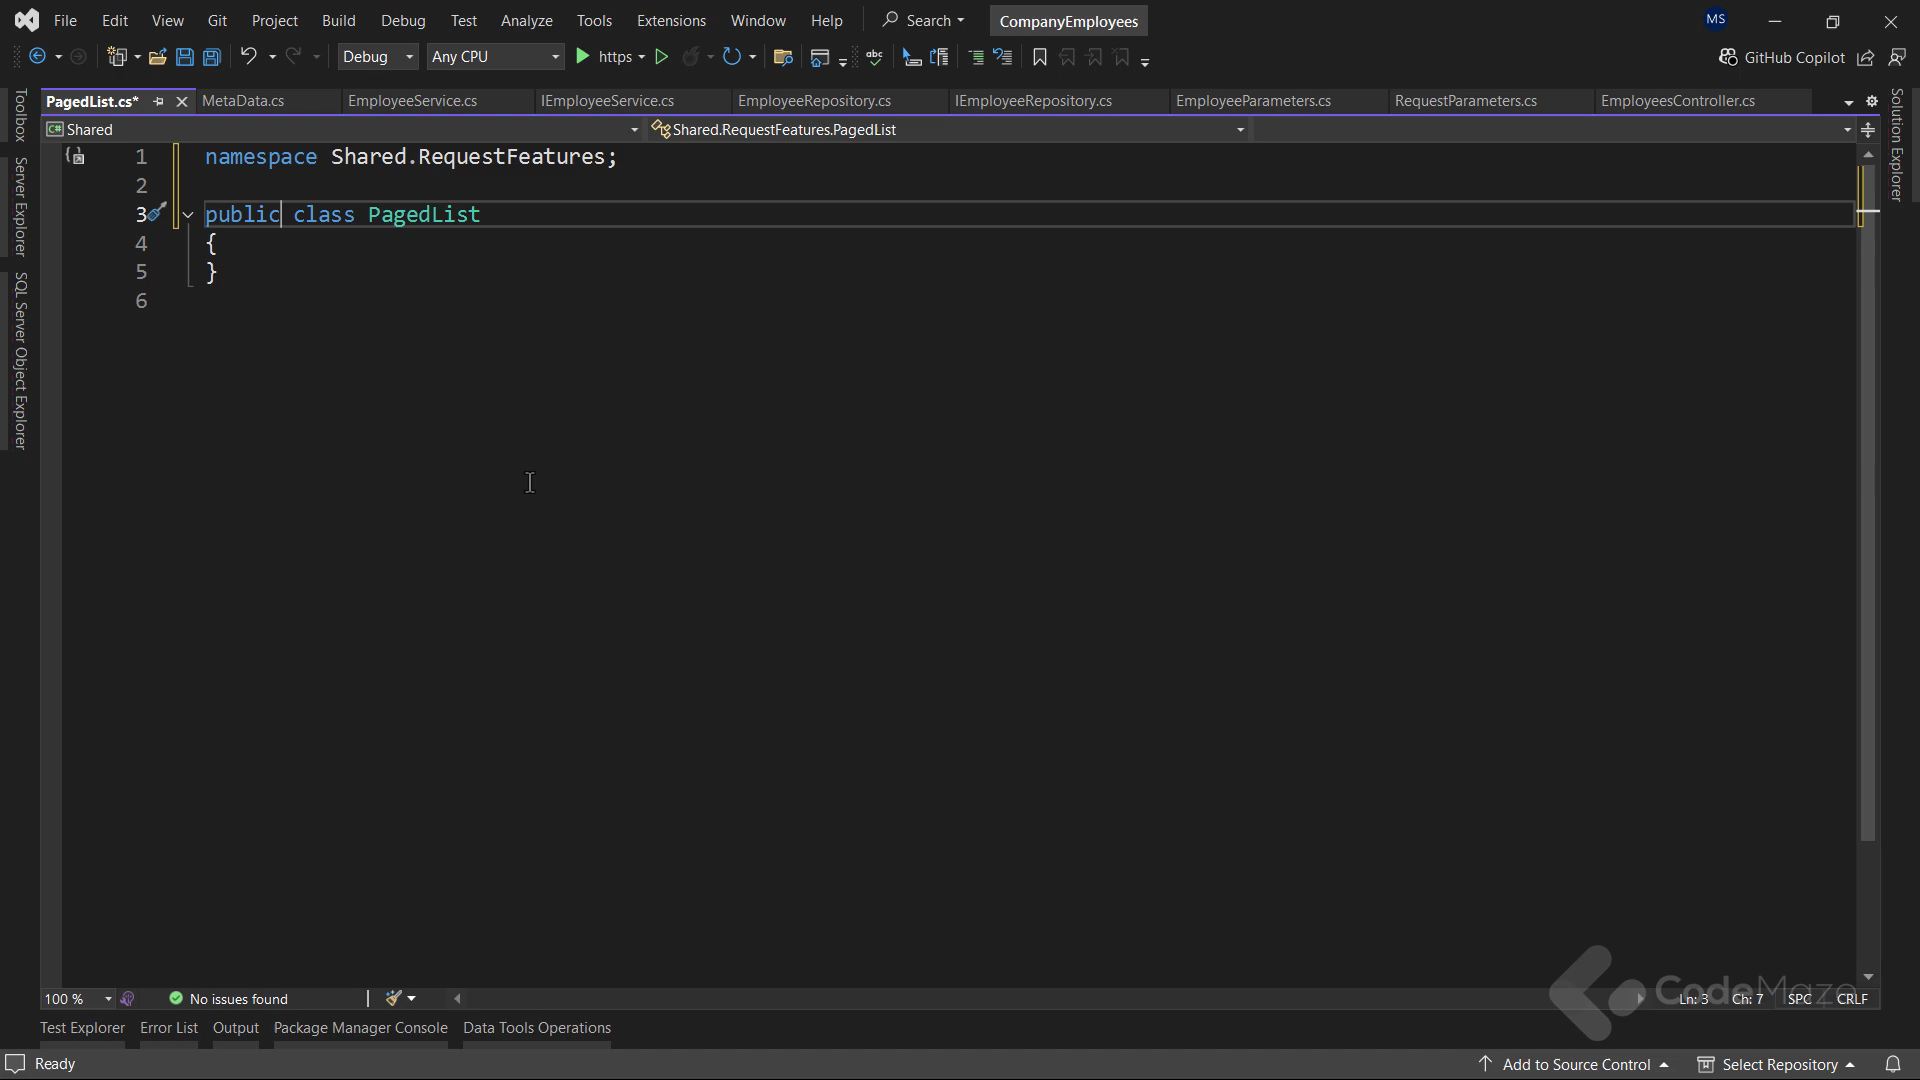 File Edit View Git Project Build Debug Test Analyze Tools Extensions Window Help Search CompanyEmployees MS
Debug Any CPU https abc GitHub Copilot
PagedList.cs* MetaData.cs EmployeeService.cs IEmployeeService.cs EmployeeRepository.cs IEmployeeRepository.cs EmployeeParameters.cs RequestParameters.cs EmployeesController.cs
C# Shared Shared.RequestFeatures.PagedList
Toolbox
Server Explorer
SQL Server Object Explorer
Solution Explorer
1 namespace Shared.RequestFeatures;
2
3 public class PagedList
4 {
5 }
6
100 % No issues found Ln: 3 Ch: 7 SPC CRLF
CodeMaze
Test Explorer Error List Output Package Manager Console Data Tools Operations
Ready Add to Source Control Select Repository